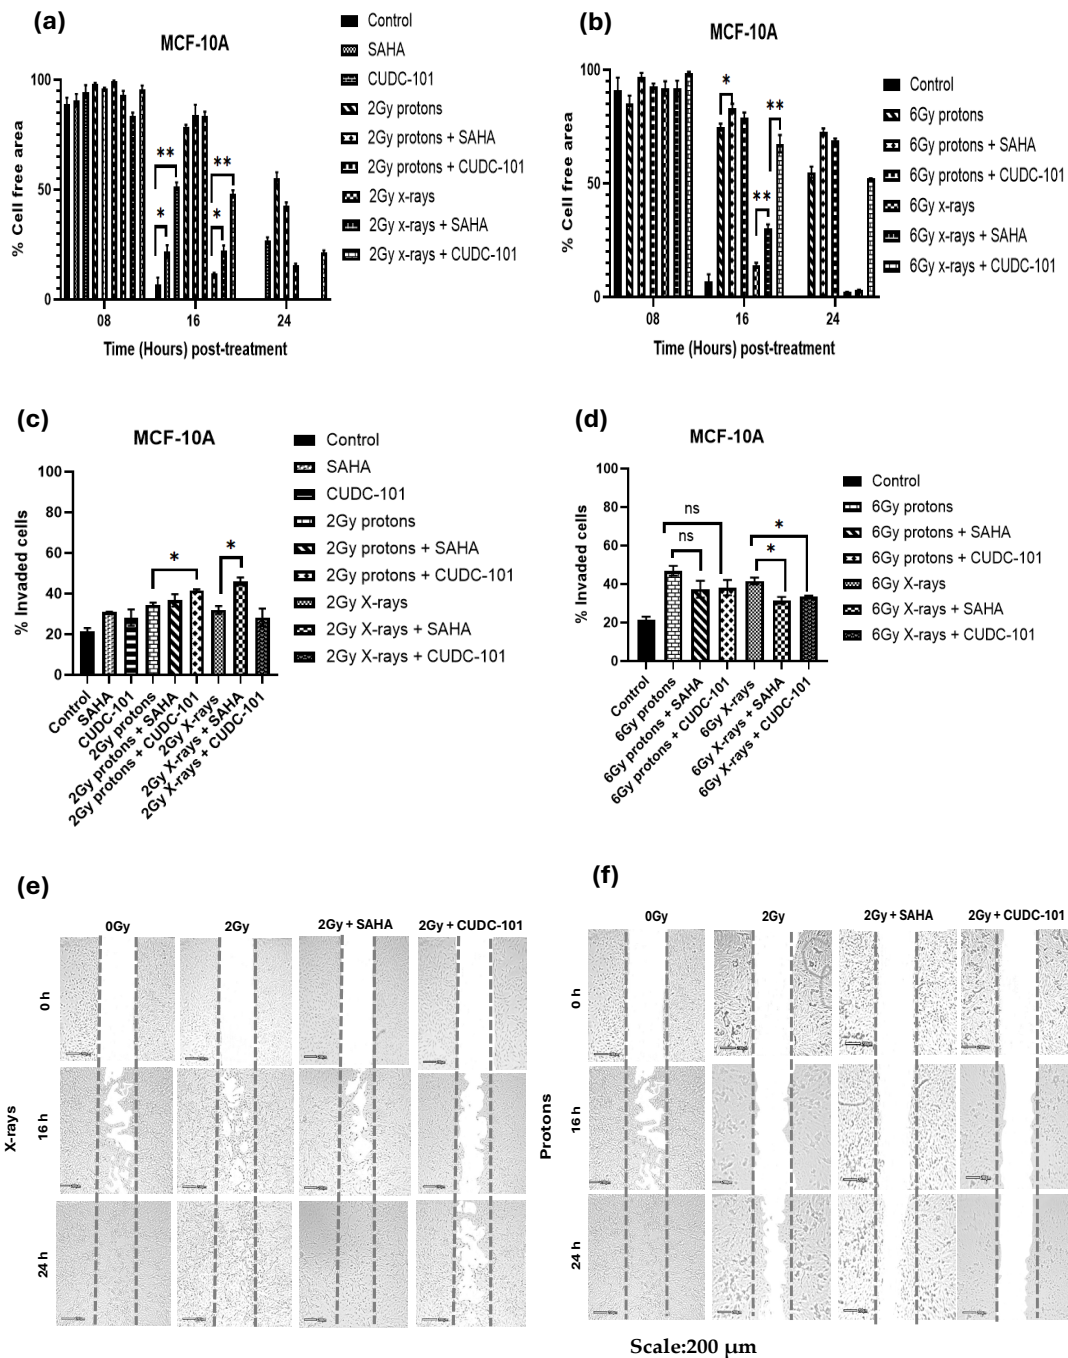 (a)
MCF-10A
% Cell free area
100
50
0
08
16
24
**
*
**
*
Time (Hours) post-treatment
Control
SAHA
CUDC-101
2Gy protons
2Gy protons + SAHA
2Gy protons + CUDC-101
2Gy x-rays
2Gy x-rays + SAHA
2Gy x-rays + CUDC-101
(b)
MCF-10A
% Cell free area
100
50
0
08
16
24
*
**
**
Time (Hours) post-treatment
Control
6Gy protons
6Gy protons + SAHA
6Gy protons + CUDC-101
6Gy x-rays
6Gy x-rays + SAHA
6Gy x-rays + CUDC-101
(c)
MCF-10A
% Invaded cells
100
80
60
40
20
0
*
*
Control
SAHA
CUDC-101
2Gy protons
2Gy protons + SAHA
2Gy protons + CUDC-101
2Gy X-rays
2Gy X-rays + SAHA
2Gy X-rays + CUDC-101
Control
SAHA
CUDC-101
2Gy protons
2Gy protons + SAHA
2Gy protons + CUDC-101
2Gy X-rays
2Gy X-rays + SAHA
2Gy X-rays + CUDC-101
(d)
MCF-10A
% Invaded cells
100
80
60
40
20
0
ns
ns
*
*
Control
6Gy protons
6Gy protons + SAHA
6Gy protons + CUDC-101
6Gy X-rays
6Gy X-rays + SAHA
6Gy X-rays + CUDC-101
Control
6Gy protons
6Gy protons + SAHA
6Gy protons + CUDC-101
6Gy X-rays
6Gy X-rays + SAHA
6Gy X-rays + CUDC-101
(e)
0Gy
2Gy
2Gy + SAHA
2Gy + CUDC-101
X-rays
0 h
16 h
24 h
(f)
0Gy
2Gy
2Gy + SAHA
2Gy + CUDC-101
Protons
0 h
16 h
24 h
Scale:200 µm